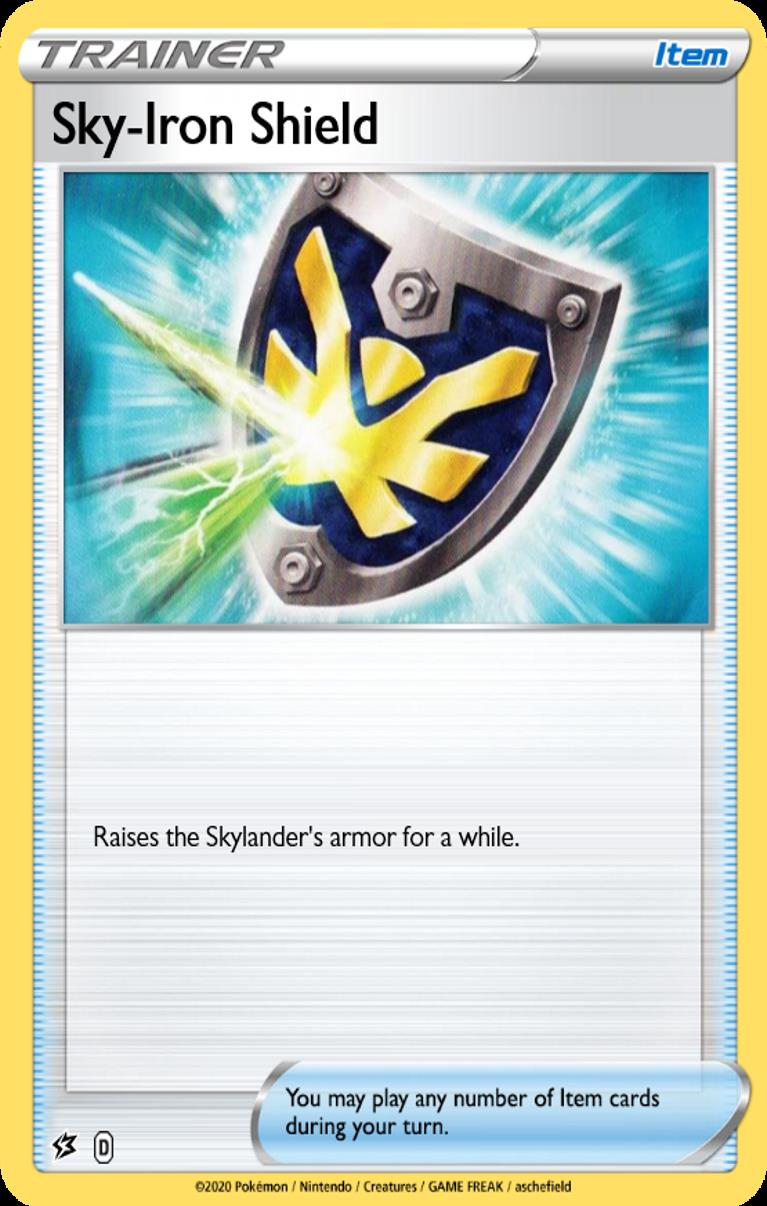 TRAINER
Item
Sky-Iron Shield
Raises the Skylander's armor for a while.
You may play any number of Item cards
during your turn.
D
©2020 Pokémon / Nintendo / Creatures / GAME FREAK / aschefield